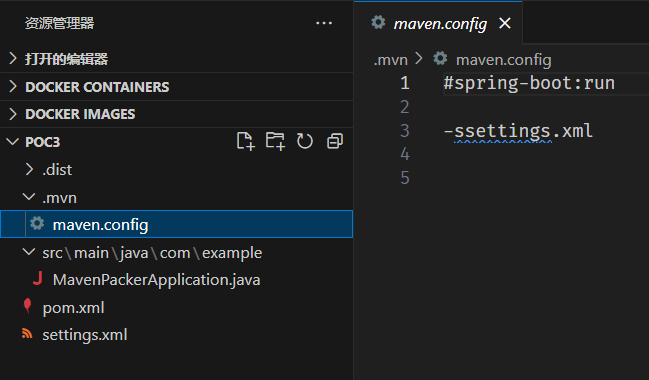 资源管理器
打开的编辑器
DOCKER CONTAINERS
DOCKER IMAGES
POC3
.dist
.mvn
maven.config
src\main\java\com\example
MavenPackerApplication.java
pom.xml
settings.xml
maven.config
.mvn > maven.config
1 #spring-boot:run
2
3 -ssettings.xml
4
5